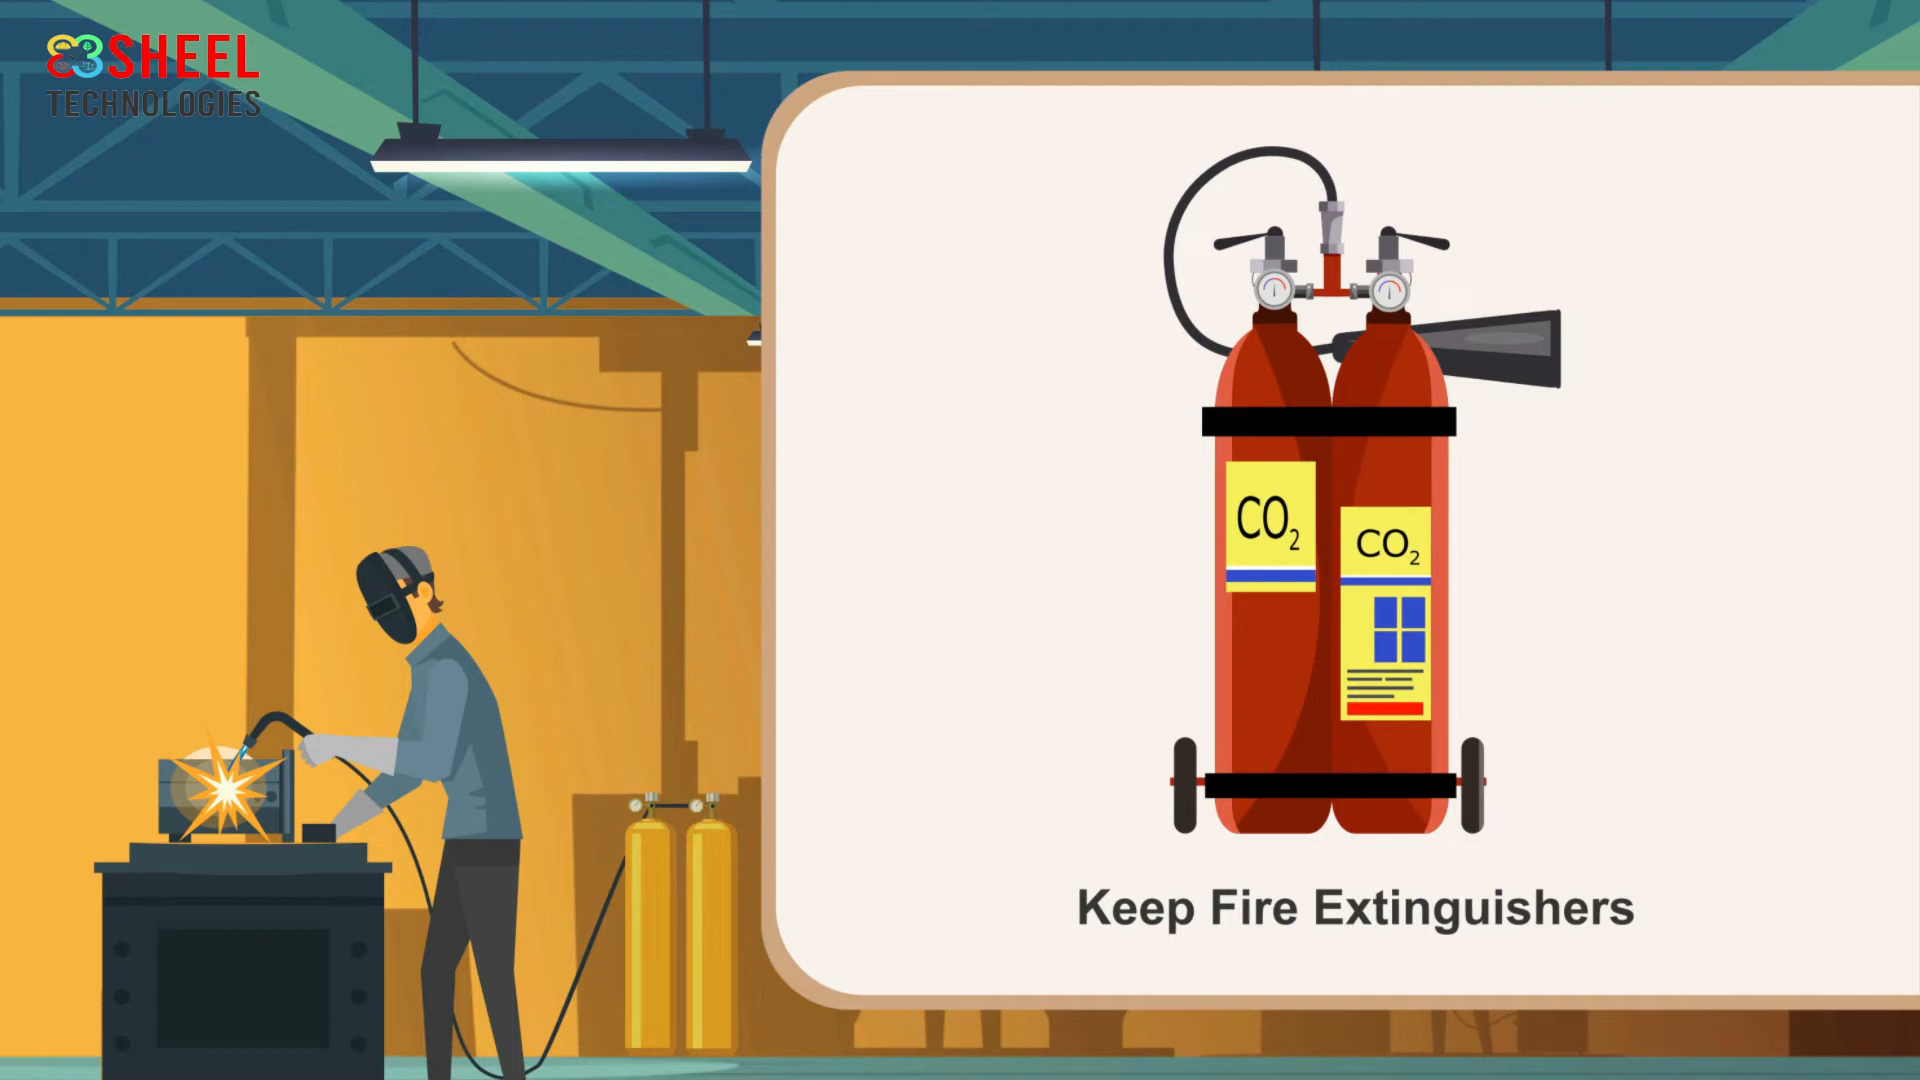 SHEEL
TECHNOLOGIES
CO₂
CO₂
Keep Fire Extinguishers